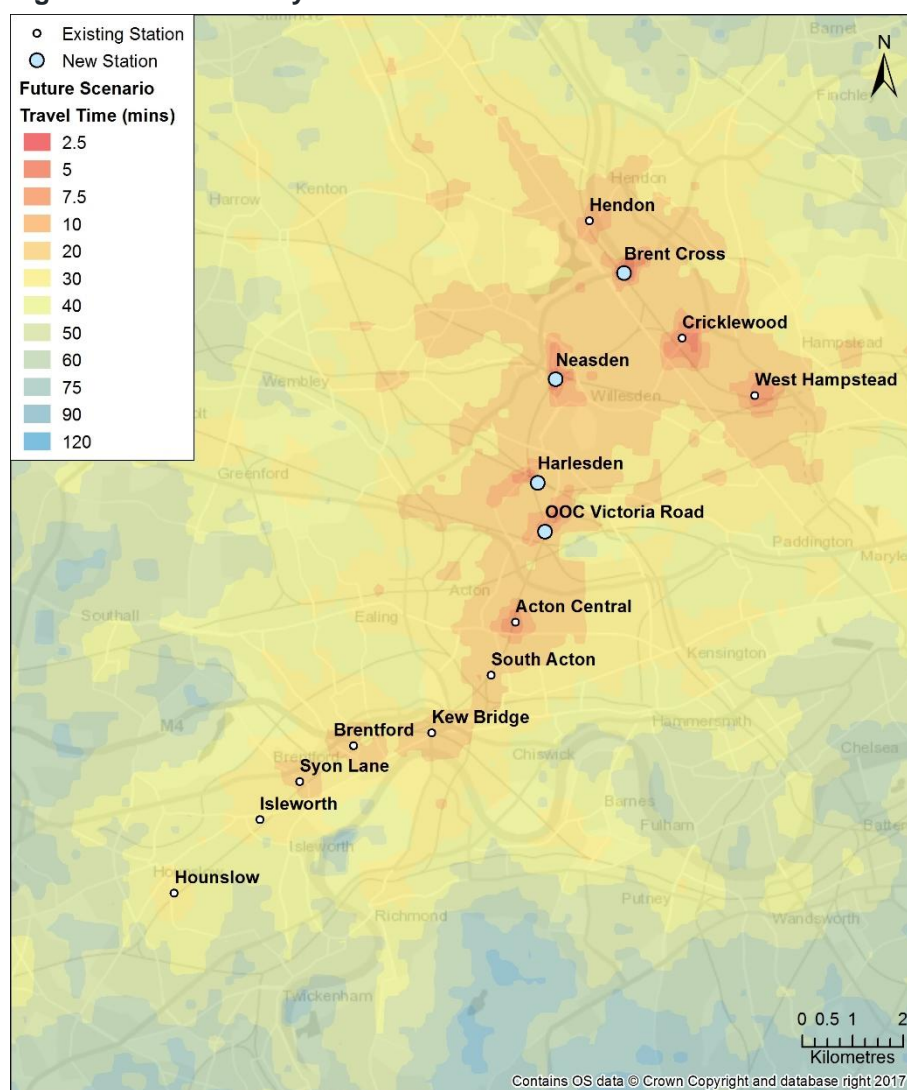 Existing Station
New Station
Future Scenario
Travel Time (mins)
2.5
5
7.5
10
20
30
40
50
60
75
90
120
N
Barnet
Finchley
Harrow
Kenton
Hendon
Hendon
Brent Cross
Cricklewood
Hampstead
Neasden
West Hampstead
Wembley
Willesden
Harlesden
Greenford
OOC Victoria Road
Paddington
Acton
Southall
Ealing
Acton Central
South Acton
Kensington
Kew Bridge
Brentford
Hammersmith
M4
Chiswick
Chelsea
Brentford
Syon Lane
Isleworth
Barnes
Fulham
Isleworth
Hounslow
Richmond
Putney
Wandsworth
Twickenham
0 0.5 1 2
Kilometres
Contains OS data © Crown Copyright and database right 2017